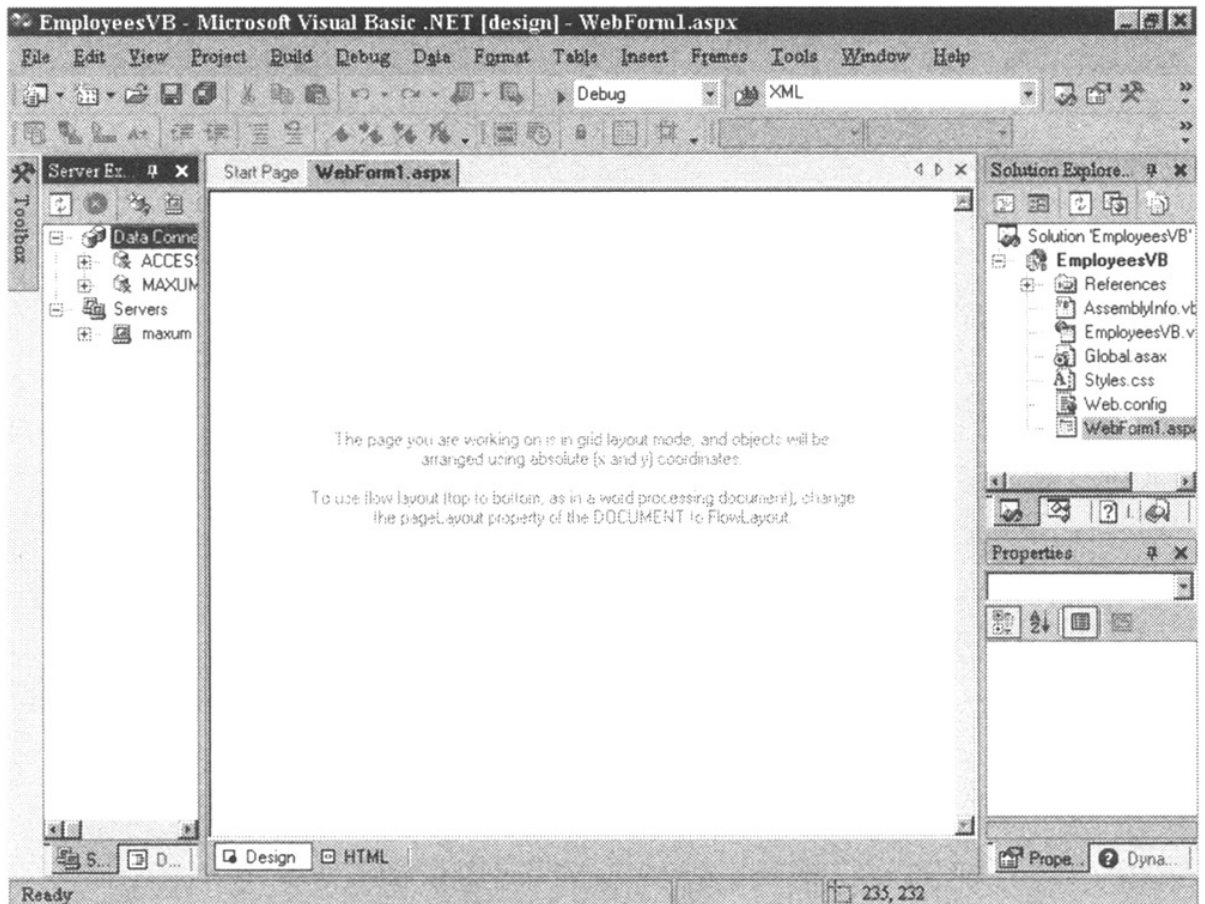 EmployeesVB - Microsoft Visual Basic .NET [design] - WebForm1.aspx
File Edit View Project Build Debug Data Format Table Insert Frames Tools Window Help
Debug XML
Toolbox
Server Ex...
Data Conne
ACCES
MAXUM
Servers
maxum
S... D...
Start Page WebForm1.aspx
The page you are working on is in grid layout mode, and objects will be
arranged using absolute (x and y) coordinates.
To use flow layout (top to bottom, as in a word processing document), change
the pageLayout property of the DOCUMENT to FlowLayout.
Design HTML
Solution Explore...
Solution 'EmployeesVB'
EmployeesVB
References
AssemblyInfo.vb
EmployeesVB.v
Global.asax
Styles.css
Web.config
WebForm1.asp
Properties
Prope... Dyna...
Ready 235, 232